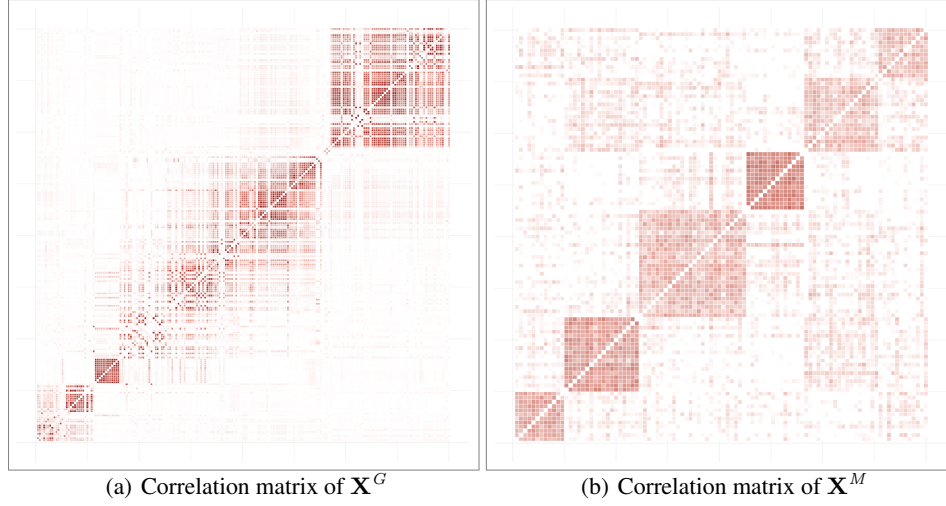 (a) Correlation matrix of X^G
(b) Correlation matrix of X^M